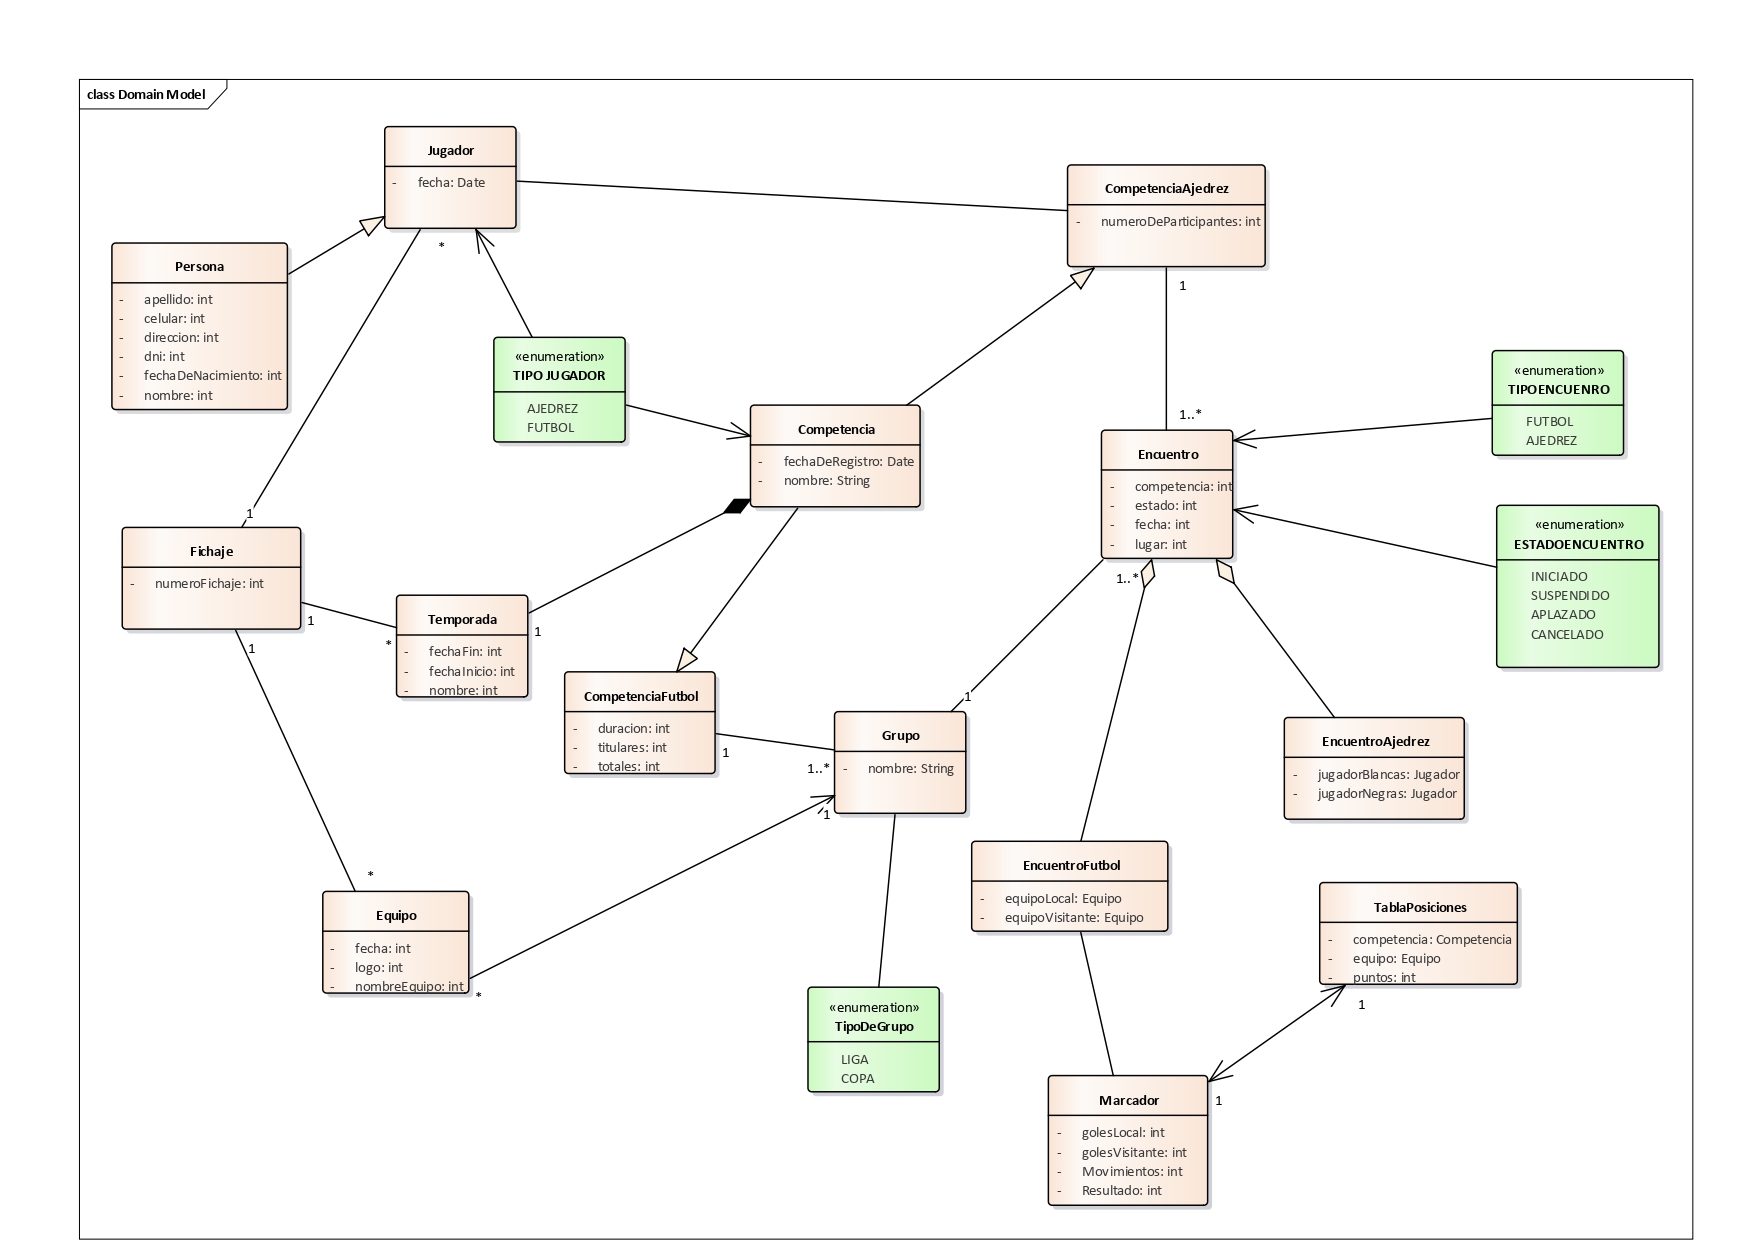 class Domain Model
Jugador
- fecha: Date
CompetenciaAjedrez
- numeroDeParticipantes: int
Persona
- apellido: int
- celular: int
- direccion: int
- dni: int
- fechaDeNacimiento: int
- nombre: int
*
1
«enumeration»
TIPO JUGADOR
AJEDREZ
FUTBOL
«enumeration»
TIPOENCUENRO
FUTBOL
AJEDREZ
Competencia
- fechaDeRegistro: Date
- nombre: String
1..*
Encuentro
- competencia: int
- estado: int
- fecha: int
- lugar: int
«enumeration»
ESTADOENCUENTRO
INICIADO
SUSPENDIDO
APLAZADO
CANCELADO
1
Fichaje
- numeroFichaje: int
1..*
1
*
1
1
Temporada
- fechaFin: int
- fechaInicio: int
- nombre: int
CompetenciaFutbol
- duracion: int
- titulares: int
- totales: int
1
1..*
1
Grupo
- nombre: String
1
EncuentroAjedrez
- jugadorBlancas: Jugador
- jugadorNegras: Jugador
*
Equipo
- fecha: int
- logo: int
- nombreEquipo: int
*
EncuentroFutbol
- equipoLocal: Equipo
- equipoVisitante: Equipo
TablaPosiciones
- competencia: Competencia
- equipo: Equipo
- puntos: int
1
«enumeration»
TipoDeGrupo
LIGA
COPA
1
Marcador
- golesLocal: int
- golesVisitante: int
- Movimientos: int
- Resultado: int